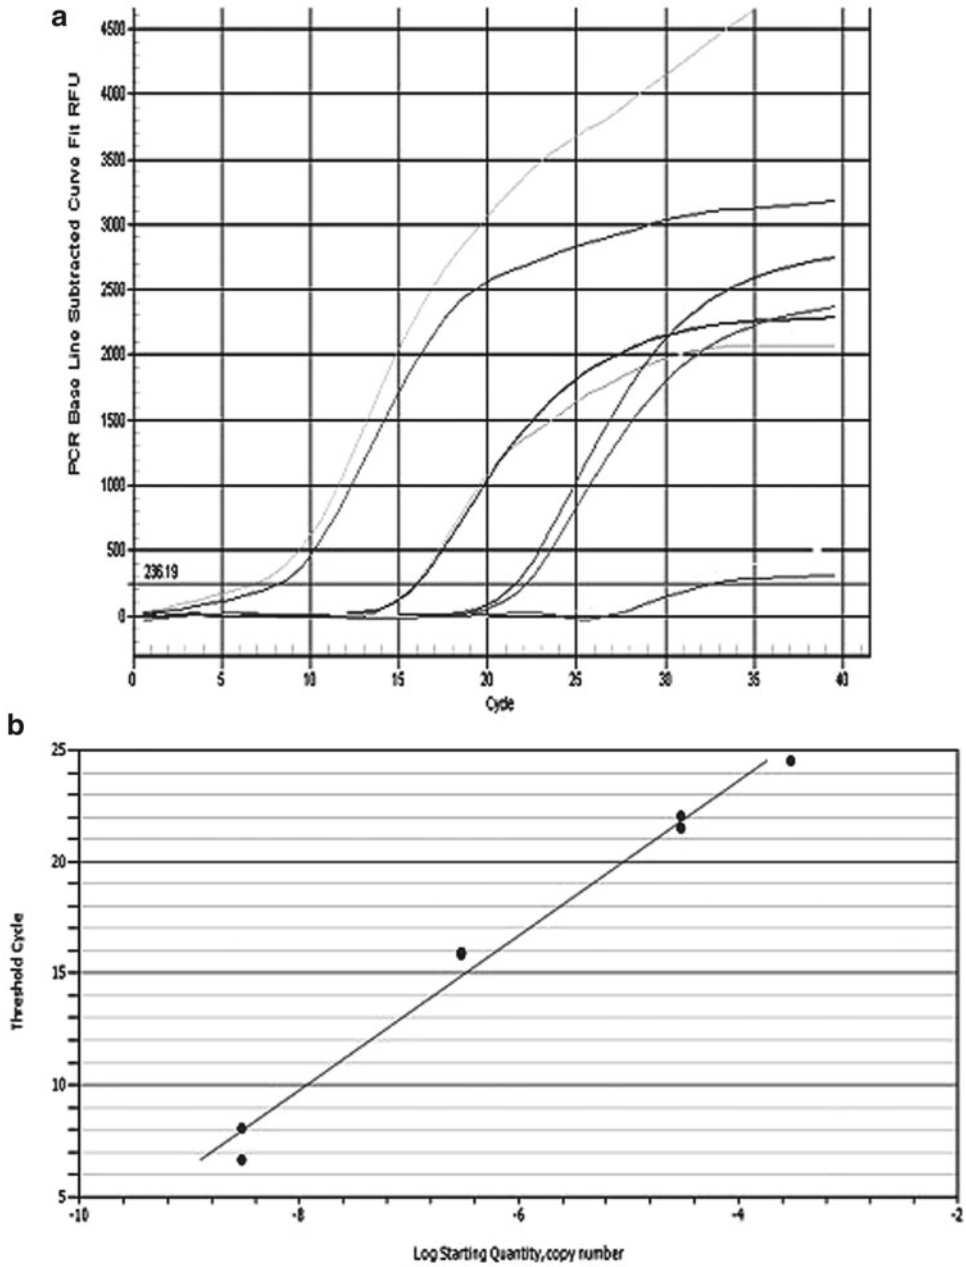 a
PCR Base Line Subtracted Curve Fit RFU
4500
4000
3500
3000
2500
2000
1500
1000
500
0
236.19
0 5 10 15 20 25 30 35 40
Cycle
b
Threshold Cycle
25
20
15
10
5
-10 -8 -6 -4 -2
Log Starting Quantity, copy number